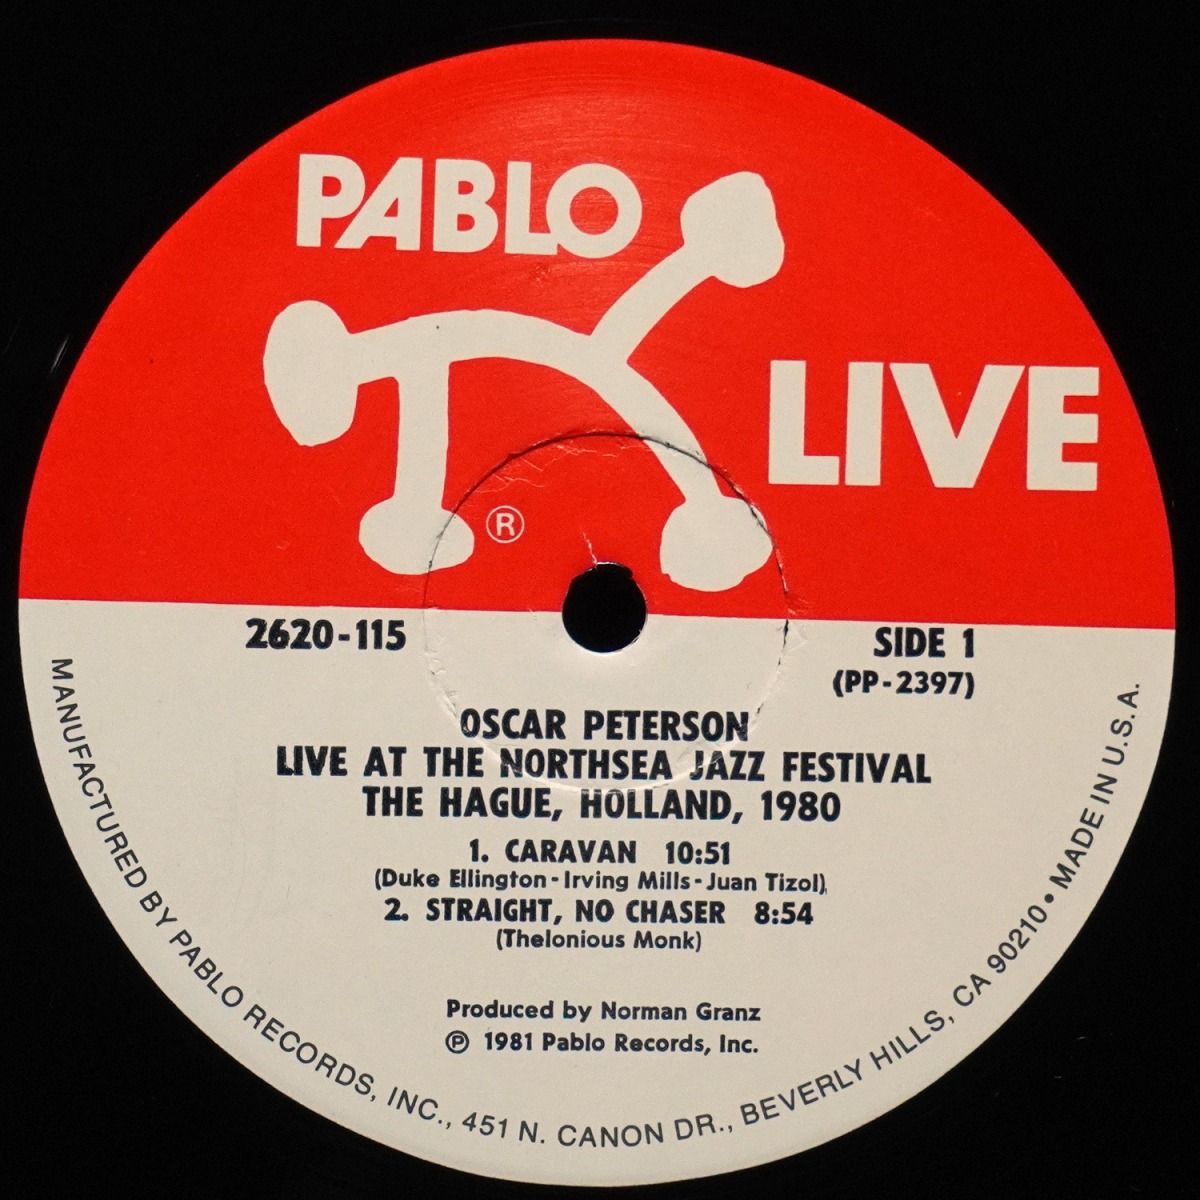 PABLO
LIVE
®
2620-115
SIDE 1
(PP-2397)
OSCAR PETERSON
LIVE AT THE NORTHSEA JAZZ FESTIVAL
THE HAGUE, HOLLAND, 1980
1. CARAVAN 10:51
(Duke Ellington-Irving Mills-Juan Tizol)
2. STRAIGHT, NO CHASER 8:54
(Thelonious Monk)
Produced by Norman Granz
℗ 1981 Pablo Records, Inc.
MANUFACTURED BY PABLO RECORDS, INC., 451 N. CANON DR., BEVERLY HILLS, CA 90210 • MADE IN U.S.A.